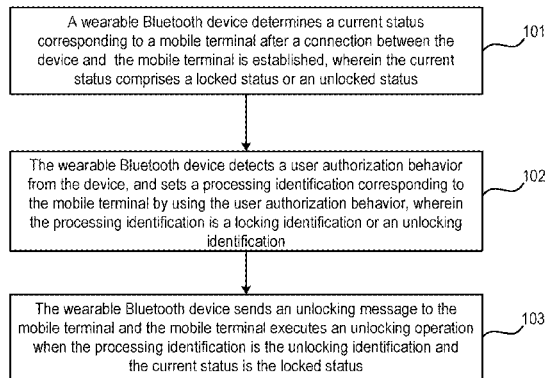 A wearable Bluetooth device determines a current status
corresponding to a mobile terminal after a connection between the
device and the mobile terminal is established, wherein the current
status comprises a locked status or an unlocked status
101
The wearable Bluetooth device detects a user authorization behavior
from the device, and sets a processing identification corresponding to
the mobile terminal by using the user authorization behavior, wherein
the processing identification is a locking identification or an unlocking
identification
102
The wearable Bluetooth device sends an unlocking message to the
mobile terminal and the mobile terminal executes an unlocking operation
when the processing identification is the unlocking identification and
the current status is the locked status
103